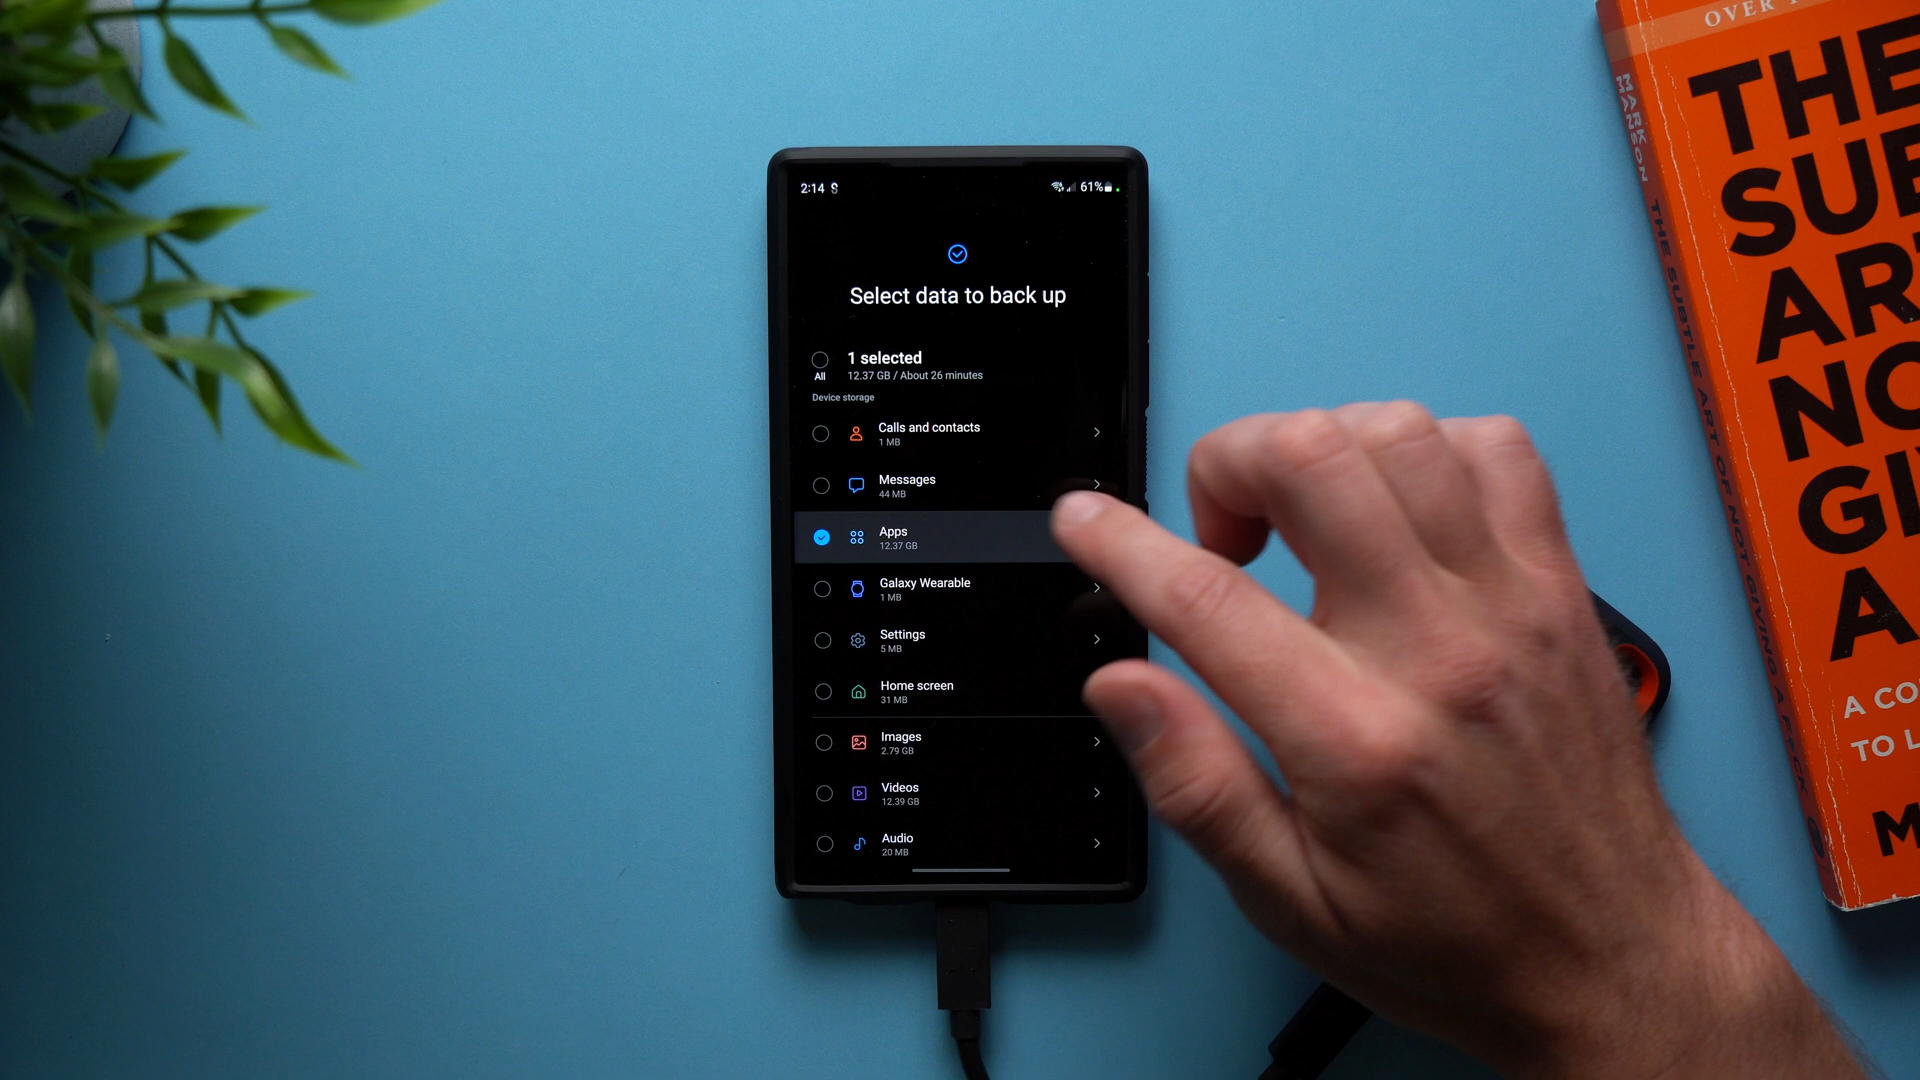 2:14
61%
Select data to back up
1 selected
All
12.37 GB / About 26 minutes
Device storage
Calls and contacts
1 MB
Messages
44 MB
Apps
12.37 GB
Galaxy Wearable
1 MB
Settings
5 MB
Home screen
31 MB
Images
2.79 GB
Videos
12.39 GB
Audio
20 MB
OVER
THE
SUB
AR
NO
GI
A
A CO
TO L
M
MARK
MANSON
THE SUBTLE ART OF NOT GIVING A